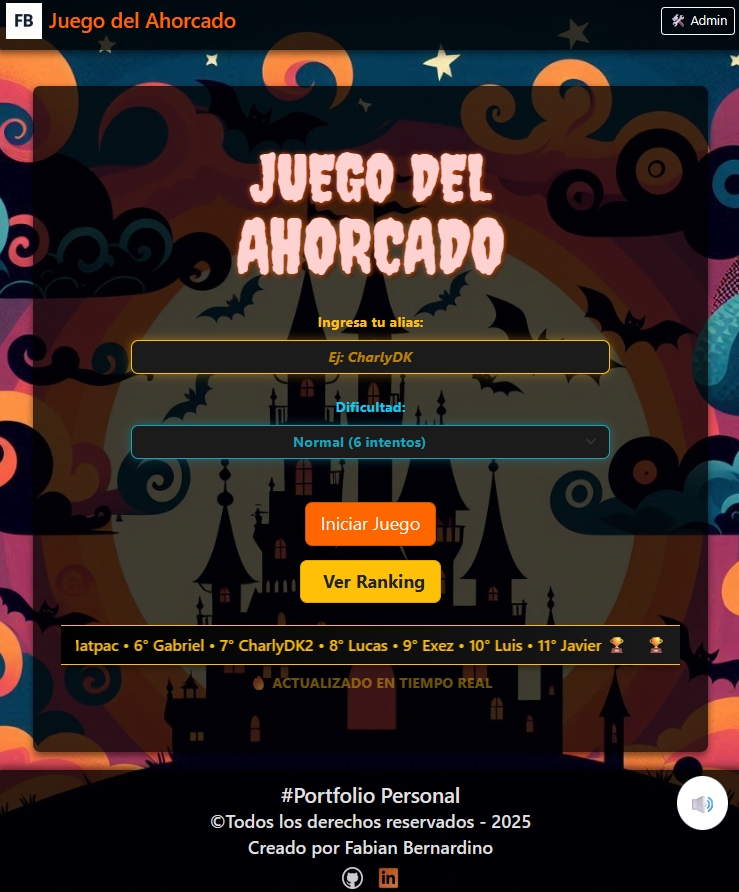 FB Juego del Ahorcado
🛠 Admin
JUEGO DEL
AHORCADO
Ingresa tu alias:
Ej: CharlyDK
Dificultad:
Normal (6 intentos)
Iniciar Juego
Ver Ranking
• 6° Gabriel • 7° CharlyDK2 • 8° Lucas • 9° Exez • 10° Luis • 11° Javier 🏆 🏆
🔥 ACTUALIZADO EN TIEMPO REAL
#Portfolio Personal
©Todos los derechos reservados - 2025
Creado por Fabian Bernardino
in